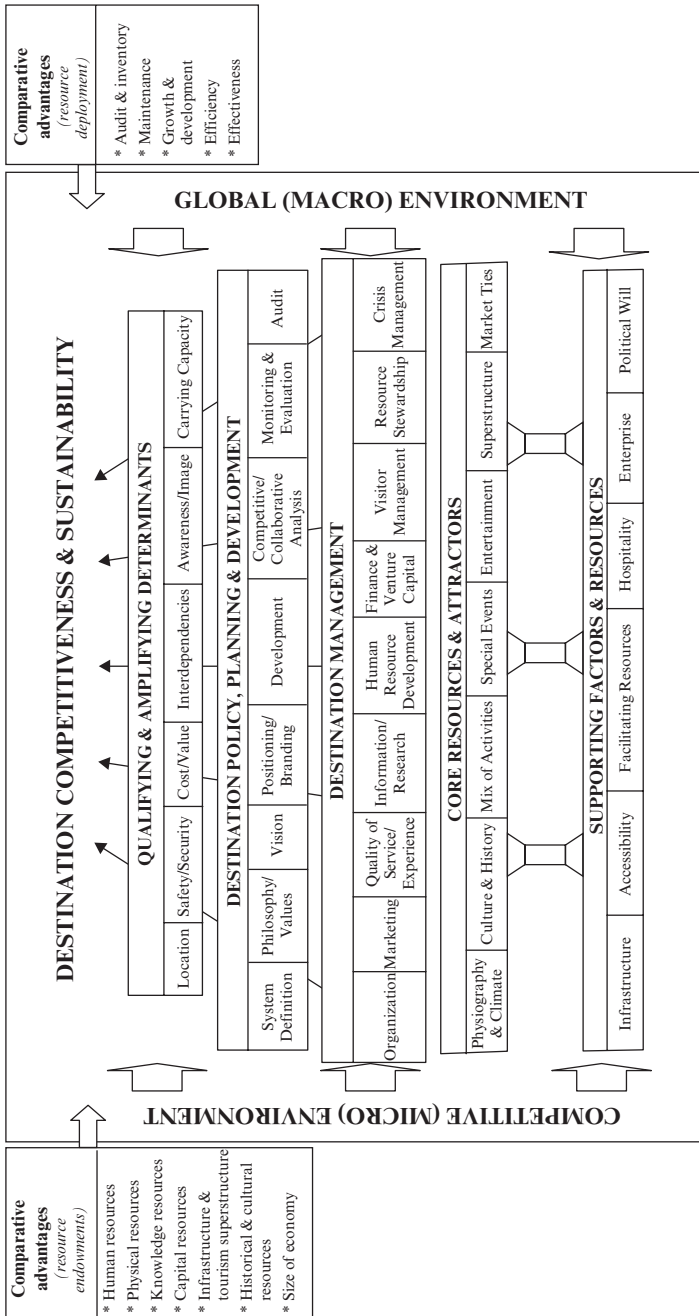 Comparative
advantages
(resource
endowments)
* Human resources
* Physical resources
* Knowledge resources
* Capital resources
* Infrastructure &
tourism superstructure
* Historical & cultural
resources
* Size of economy
Comparative
advantages
(resource
deployment)
* Audit & inventory
* Maintenance
* Growth &
development
* Efficiency
* Effectiveness
COMPETITIVE (MICRO) ENVIRONMENT
GLOBAL (MACRO) ENVIRONMENT
DESTINATION COMPETITIVENESS & SUSTAINABILITY
QUALIFYING & AMPLIFYING DETERMINANTS
Location
Safety/Security
Cost/Value
Interdependencies
Awareness/Image
Carrying Capacity
DESTINATION POLICY, PLANNING & DEVELOPMENT
System
Definition
Philosophy/
Values
Vision
Positioning/
Branding
Development
Competitive/
Collaborative
Analysis
Monitoring &
Evaluation
Audit
DESTINATION MANAGEMENT
Organization
Marketing
Quality of
Service/
Experience
Information/
Research
Human
Resource
Development
Finance &
Venture
Capital
Visitor
Management
Resource
Stewardship
Crisis
Management
CORE RESOURCES & ATTRACTORS
Physiography
& Climate
Culture & History
Mix of Activities
Special Events
Entertainment
Superstructure
Market Ties
SUPPORTING FACTORS & RESOURCES
Infrastructure
Accessibility
Facilitating Resources
Hospitality
Enterprise
Political Will